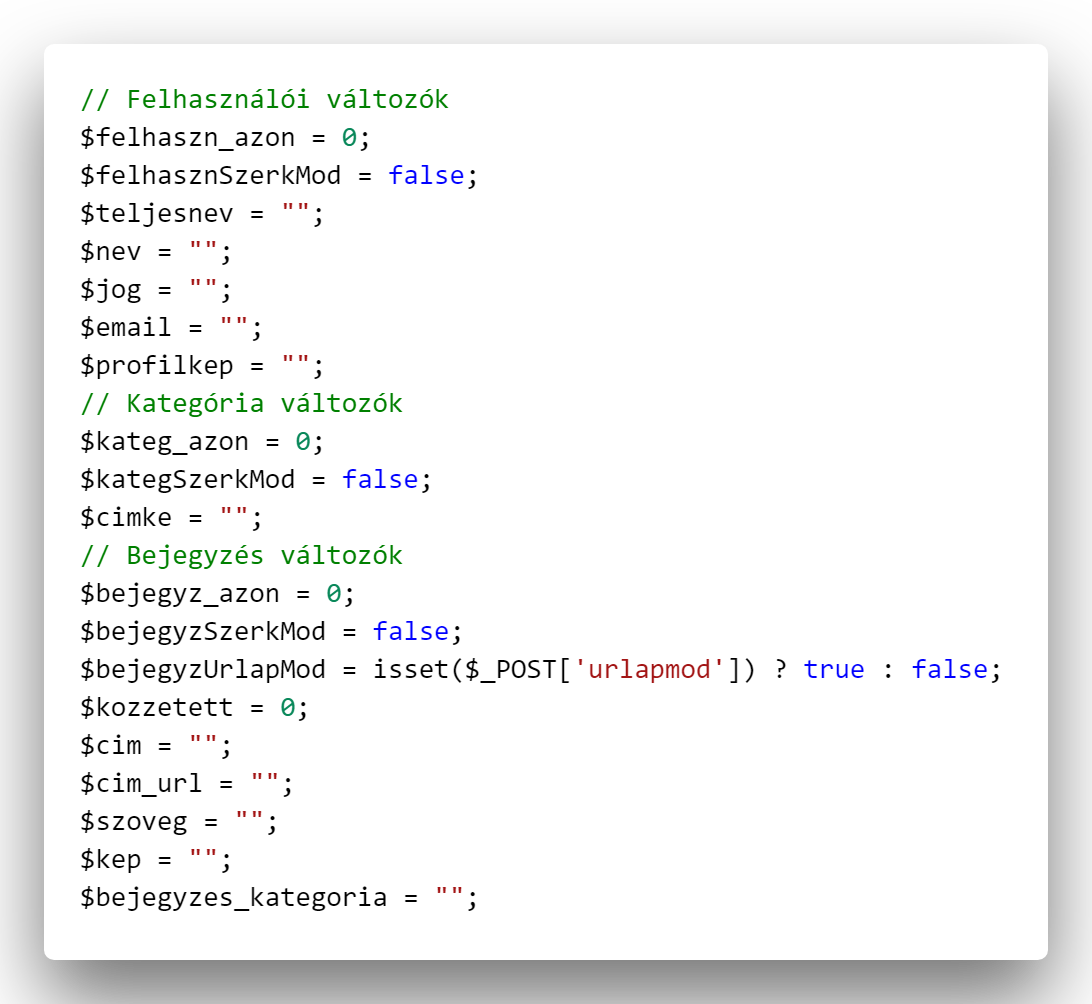 // Felhasználói változók
$felhaszn_azon = 0;
$felhasznSzerkMod = false;
$teljesnev = "";
$nev = "";
$jog = "";
$email = "";
$profilkep = "";
// Kategória változók
$kateg_azon = 0;
$kategSzerkMod = false;
$cimke = "";
// Bejegyzés változók
$bejegyz_azon = 0;
$bejegyzSzerkMod = false;
$bejegyzUrlapMod = isset($_POST['urlapmod']) ? true : false;
$kozzetett = 0;
$cim = "";
$cim_url = "";
$szoveg = "";
$kep = "";
$bejegyzes_kategoria = "";